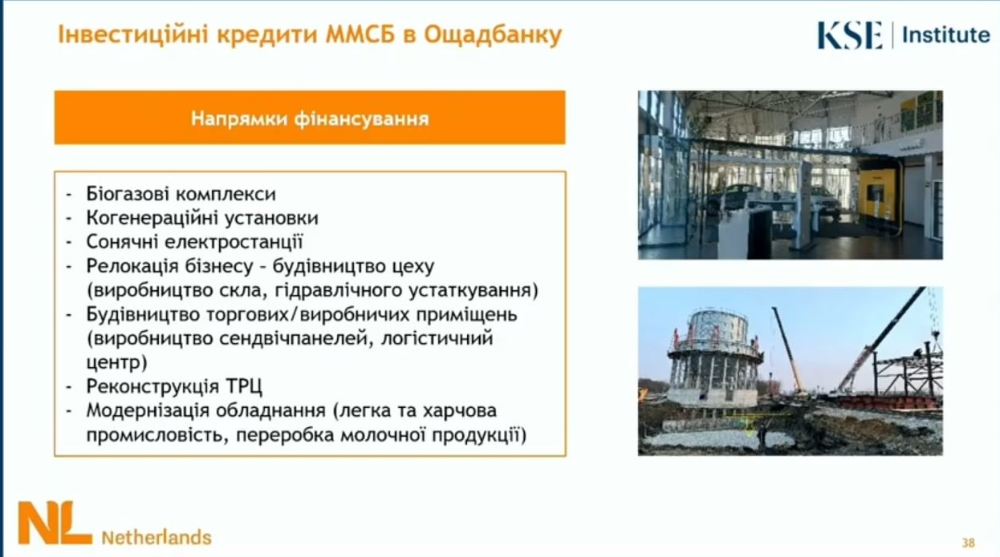 Інвестиційні кредити ММСБ в Ощадбанку
KSE Institute
Напрямки фінансування
- Біогазові комплекси
- Когенераційні установки
- Сонячні електростанції
- Релокація бізнесу – будівництво цеху
(виробництво скла, гідравлічного устаткування)
- Будівництво торгових/виробничих приміщень
(виробництво сендвічпанелей, логістичний
центр)
- Реконструкція ТРЦ
- Модернізація обладнання (легка та харчова
промисловість, переробка молочної продукції)
NL Netherlands
38